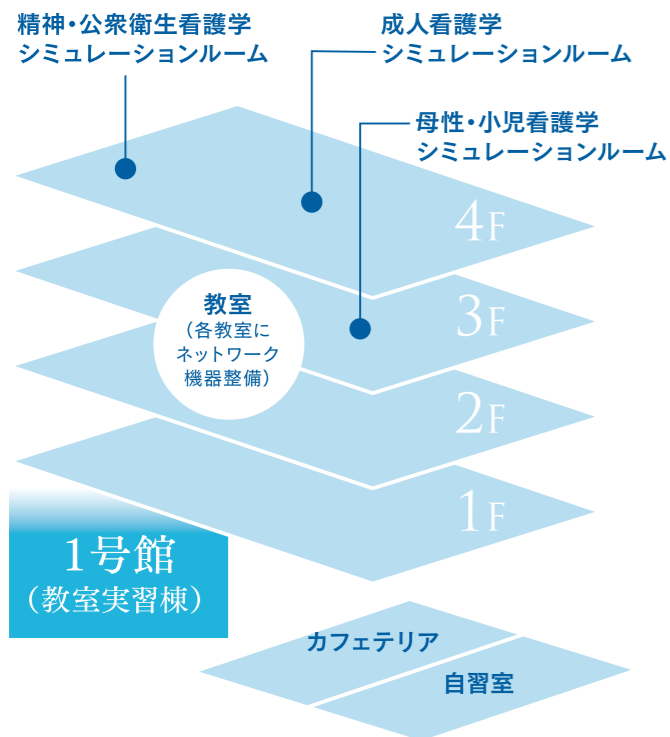 精神・公衆衛生看護学
シミュレーションルーム
成人看護学
シミュレーションルーム
母性・小児看護学
シミュレーションルーム
4F
3F
教室
（各教室に
ネットワーク
機器整備）
2F
1F
1号館
（教室実習棟）
カフェテリア
自習室